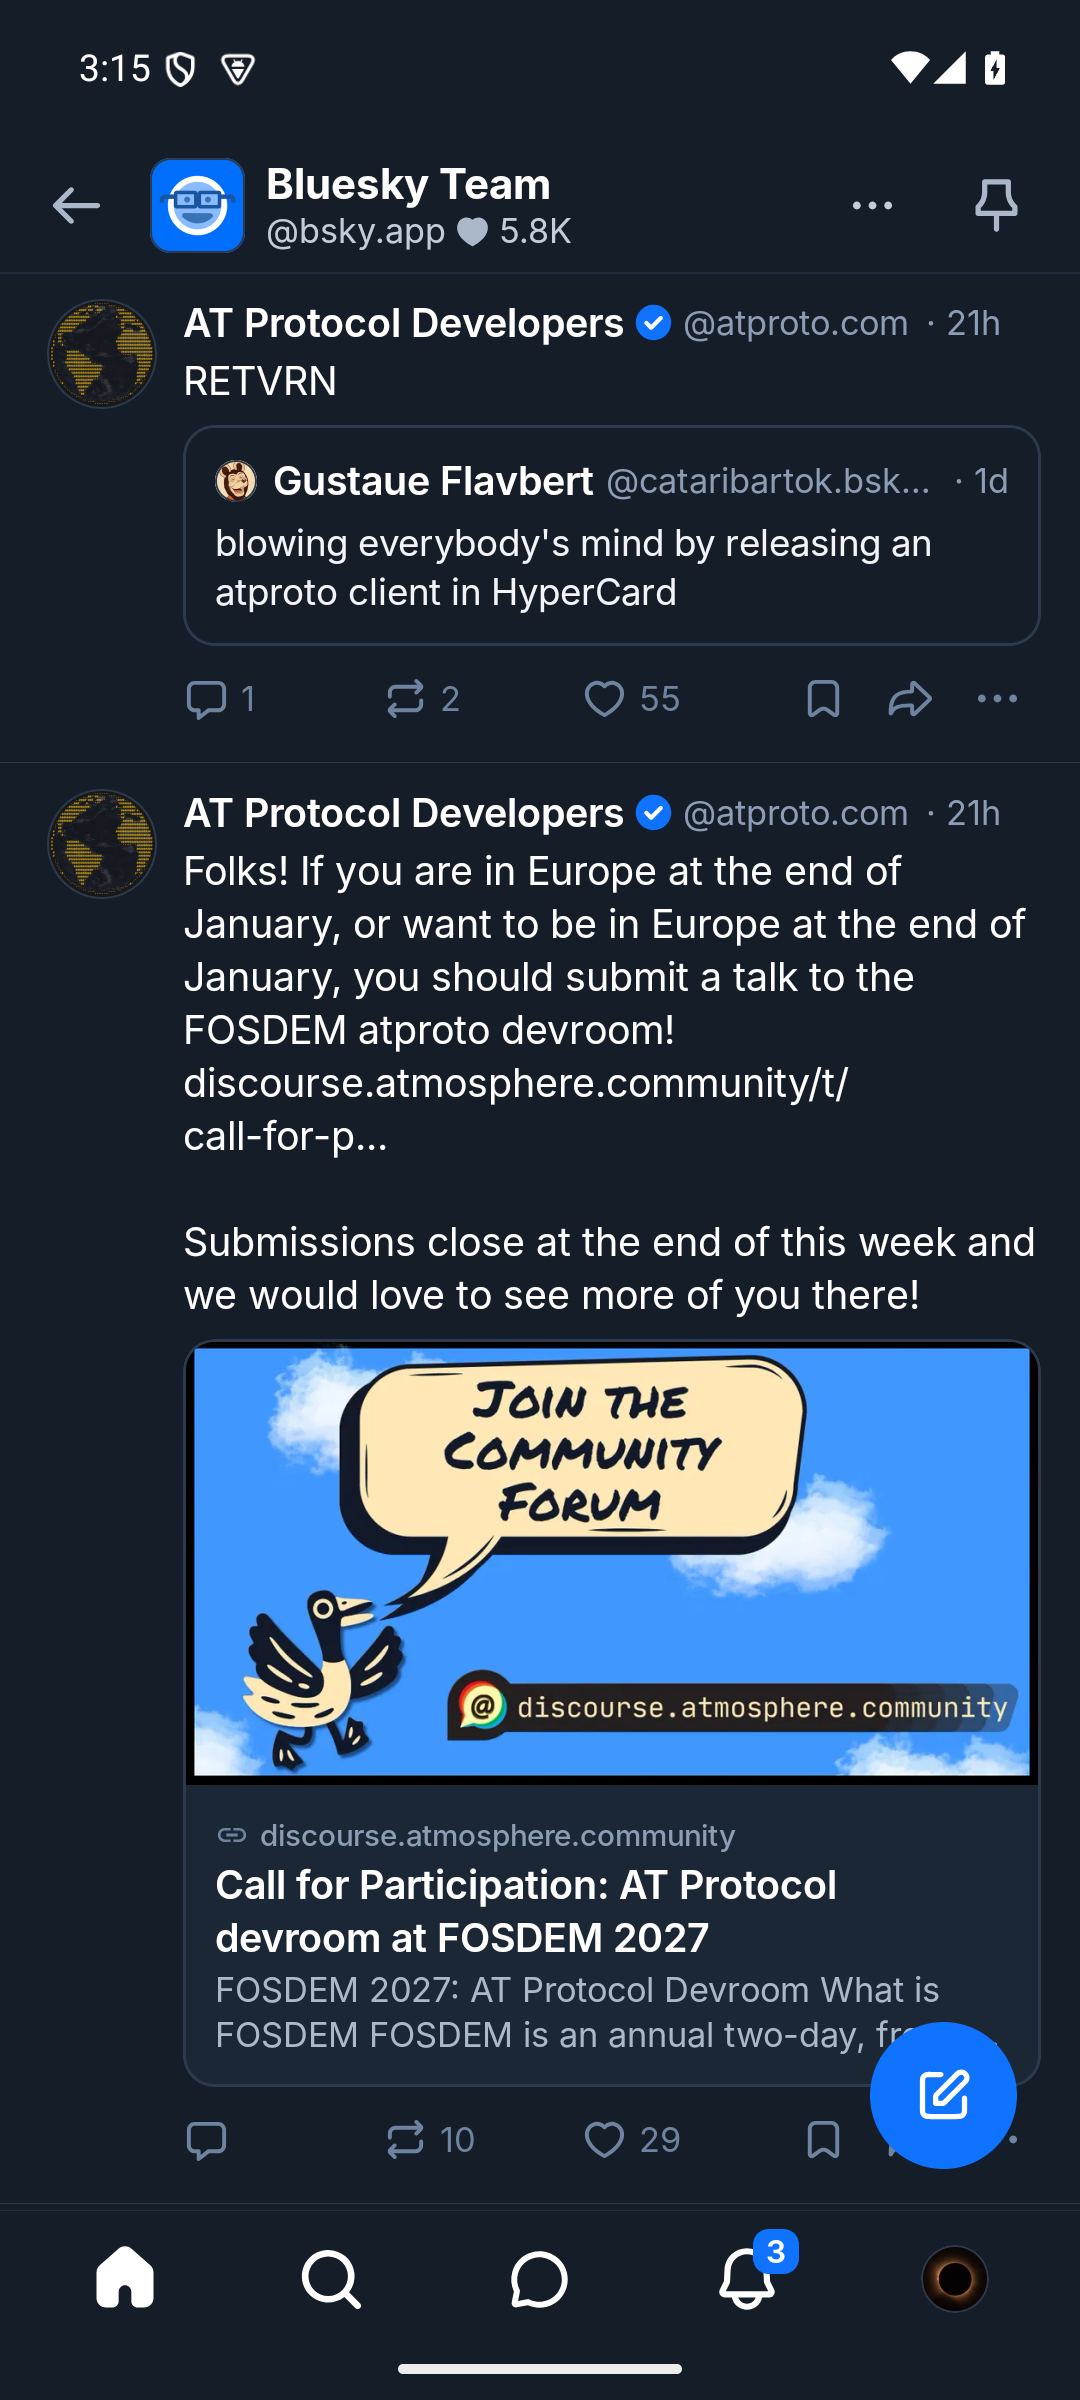 3:15
Bluesky Team
@bsky.app 5.8K
AT Protocol Developers @atproto.com · 21h
RETVRN
Gustaue Flavbert @cataribartok.bsk... · 1d
blowing everybody's mind by releasing an
atproto client in HyperCard
1 2 55
AT Protocol Developers @atproto.com · 21h
Folks! If you are in Europe at the end of
January, or want to be in Europe at the end of
January, you should submit a talk to the
FOSDEM atproto devroom!
discourse.atmosphere.community/t/
call-for-p...
Submissions close at the end of this week and
we would love to see more of you there!
JOIN THE
COMMUNITY
FORUM
@ discourse.atmosphere.community
discourse.atmosphere.community
Call for Participation: AT Protocol
devroom at FOSDEM 2027
FOSDEM 2027: AT Protocol Devroom What is
FOSDEM FOSDEM is an annual two-day,
10 29
3